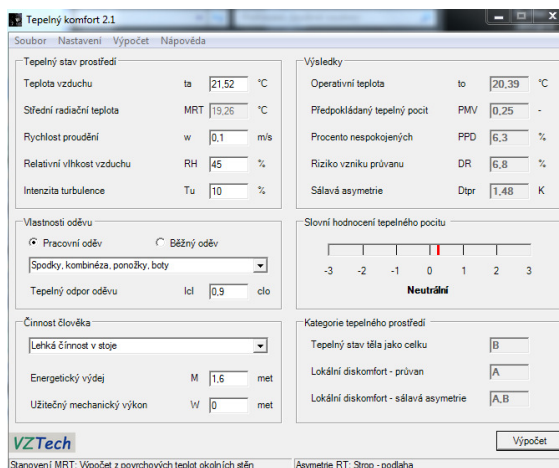 Tepelný komfort 2.1
Soubor Nastavení Výpočet Nápověda
Tepelný stav prostředí
Teplota vzduchu ta 21,52 °C
Střední radiační teplota MRT 19,26 °C
Rychlost proudění w 0,1 m/s
Relativní vlhkost vzduchu RH 45 %
Intenzita turbulence Tu 10 %
Výsledky
Operativní teplota to 20,39 °C
Předpokládaný tepelný pocit PMV 0,25 -
Procento nespokojených PPD 6,3 %
Riziko vzniku průvanu DR 6,8 %
Sálavá asymetrie Dtpr 1,48 K
Vlastnosti oděvu
Pracovní oděv Běžný oděv
Spodky, kombinéza, ponožky, boty
Tepelný odpor oděvu Icl 0,9 clo
Slovní hodnocení tepelného pocitu
-3 -2 -1 0 1 2 3
Neutrální
Činnost člověka
Lehká činnost v stoje
Energetický výdej M 1,6 met
Užitečný mechanický výkon W 0 met
Kategorie tepelného prostředí
Tepelný stav těla jako celku B
Lokální diskomfort - průvan A
Lokální diskomfort - sálavá asymetrie A,B
VZTech
Výpočet
Stanovení MRT: Výpočet z povrchových teplot okolních stěn Asymetrie RT: Strop - podlaha